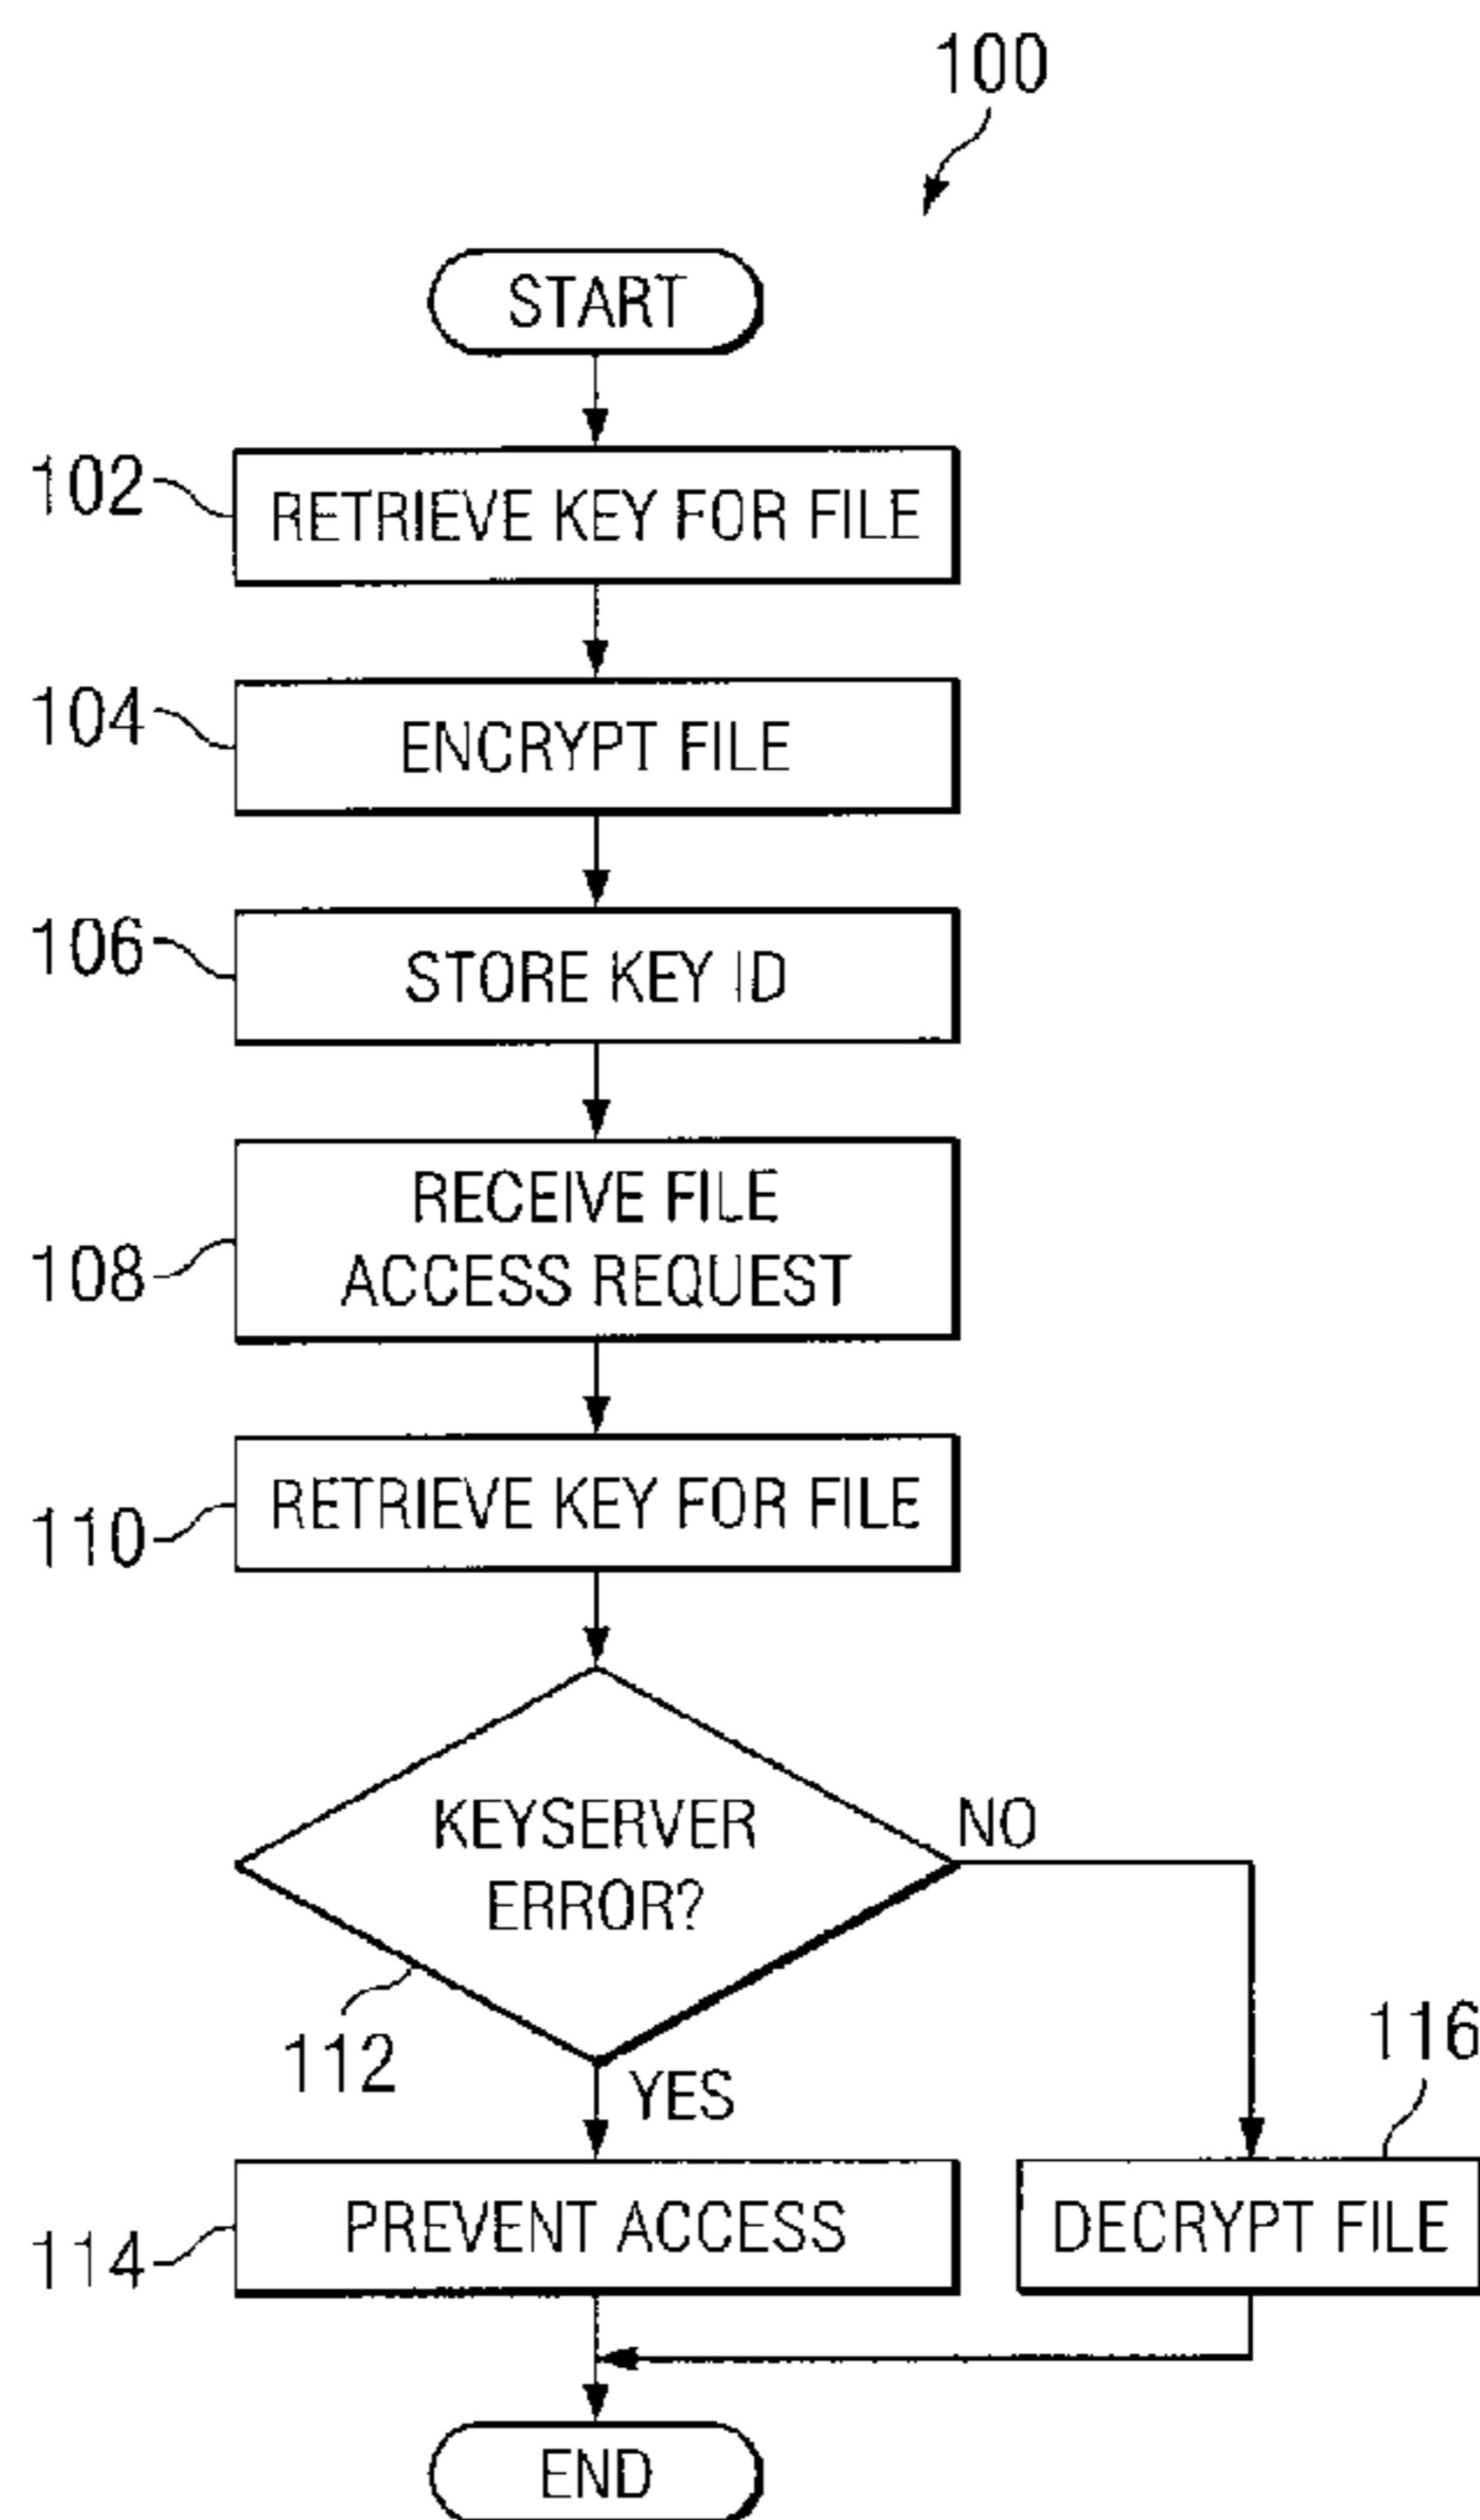 100
START
102
RETRIEVE KEY FOR FILE
104
ENCRYPT FILE
106
STORE KEY ID
108
RECEIVE FILE
ACCESS REQUEST
110
RETRIEVE KEY FOR FILE
KEYSERVER
ERROR?
NO
112
YES
116
114
PREVENT ACCESS
DECRYPT FILE
END